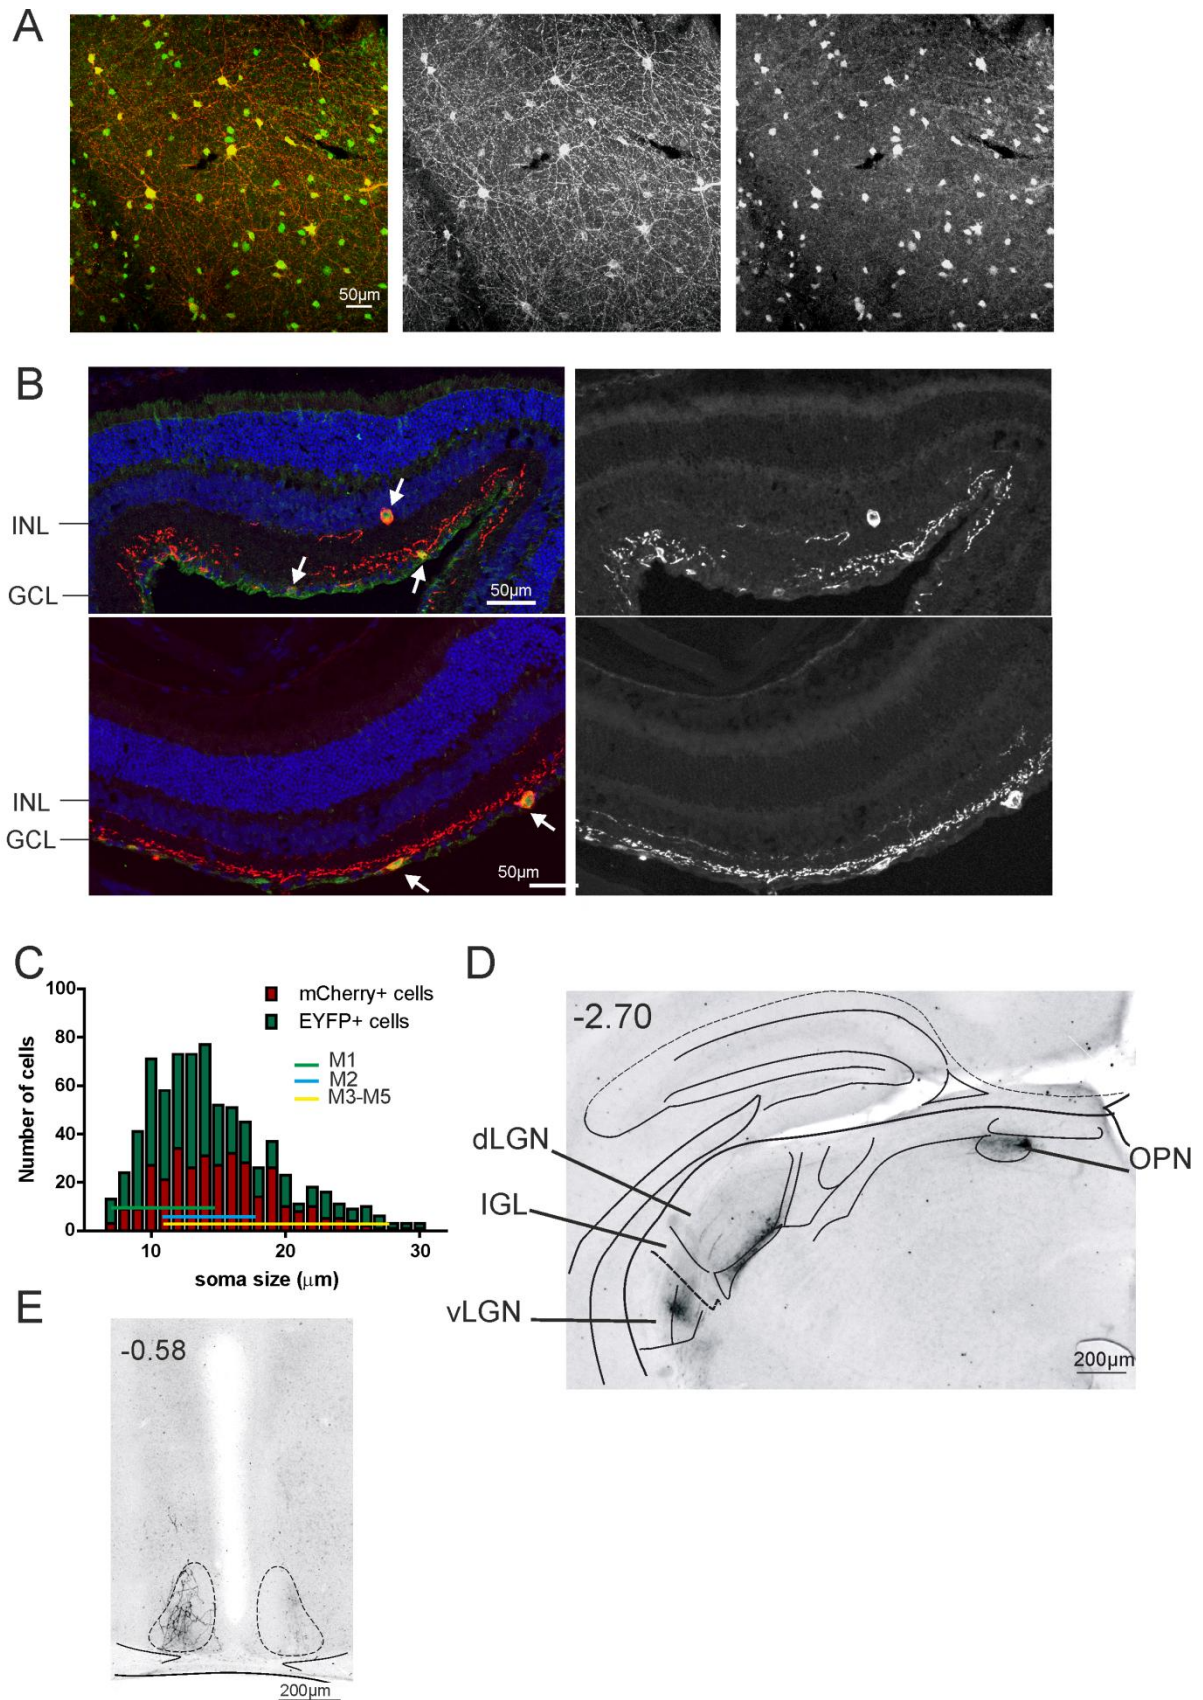 A
50μm
B
INL
GCL
50μm
INL
GCL
50μm
C
100
80
60
40
20
0
Number of cells
mCherry+ cells
EYFP+ cells
M1
M2
M3-M5
10
20
30
soma size (μm)
D
-2.70
dLGN
IGL
vLGN
OPN
200μm
E
-0.58
200μm